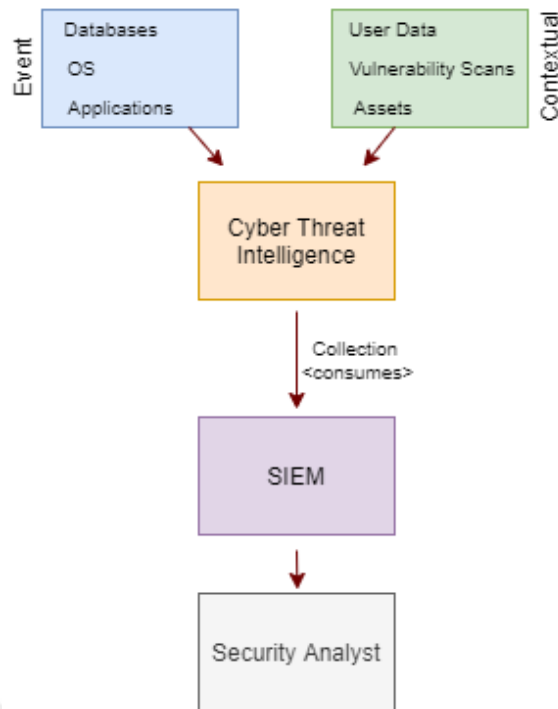 Event
Databases
OS
Applications
User Data
Vulnerability Scans
Assets
Contextual
Cyber Threat
Intelligence
Collection
<consumes>
SIEM
Security Analyst